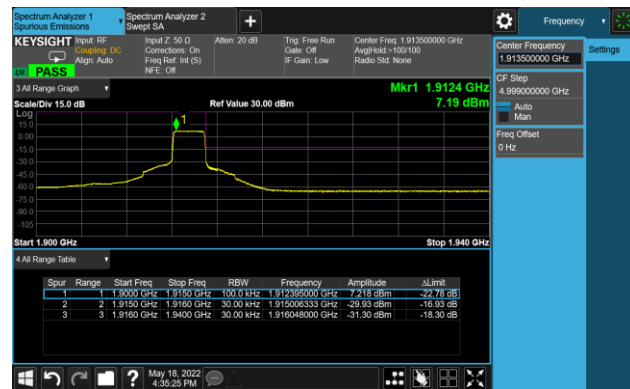 Spectrum Analyzer 1
Spurious Emissions
Spectrum Analyzer 2
Swept SA
Frequency
KEYSIGHT
Input: RF
Coupling: DC
Align: Auto
Input Z: 50 Ω
Corrections: On
Freq Ref: Int (S)
NFE: Off
Atten: 20 dB
Trig: Free Run
Gate: Off
IF Gain: Low
Center Freq: 1.913500000 GHz
Avg|Hold:>100/100
Radio Std: None
PASS
Center Frequency
1.913500000 GHz
Settings
CF Step
4.999000000 GHz
Auto
Man
Freq Offset
0 Hz
3 All Range Graph
Mkr1 1.9124 GHz
Scale/Div 15.0 dB
Ref Value 30.00 dBm
7.19 dBm
Log
15.0
0.00
-15.0
-30.0
-45.0
-60.0
-75.0
-90.0
-105
1
Start 1.900 GHz
Stop 1.940 GHz
4 All Range Table
Spur Range Start Freq Stop Freq RBW Frequency Amplitude ΔLimit
1 1 1.9000 GHz 1.9150 GHz 100.0 kHz 1.912395000 GHz 7.218 dBm -22.78 dB
2 2 1.9150 GHz 1.9160 GHz 30.00 kHz 1.915006333 GHz -29.93 dBm -16.93 dB
3 3 1.9160 GHz 1.9400 GHz 30.00 kHz 1.916048000 GHz -31.30 dBm -18.30 dB
May 18, 2022
4:35:25 PM